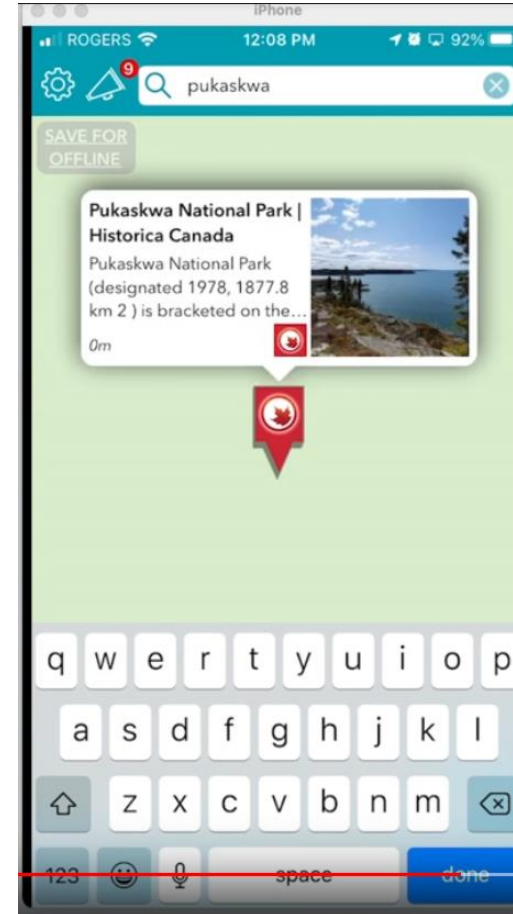 iPhone
ROGERS 12:08 PM 92%
9
pukaskwa
SAVE FOR
OFFLINE
Pukaskwa National Park |
Historica Canada
Pukaskwa National Park
(designated 1978, 1877.8
km 2 ) is bracketed on the...
0m
q w e r t y u i o p
a s d f g h j k l
z x c v b n m
123 space done